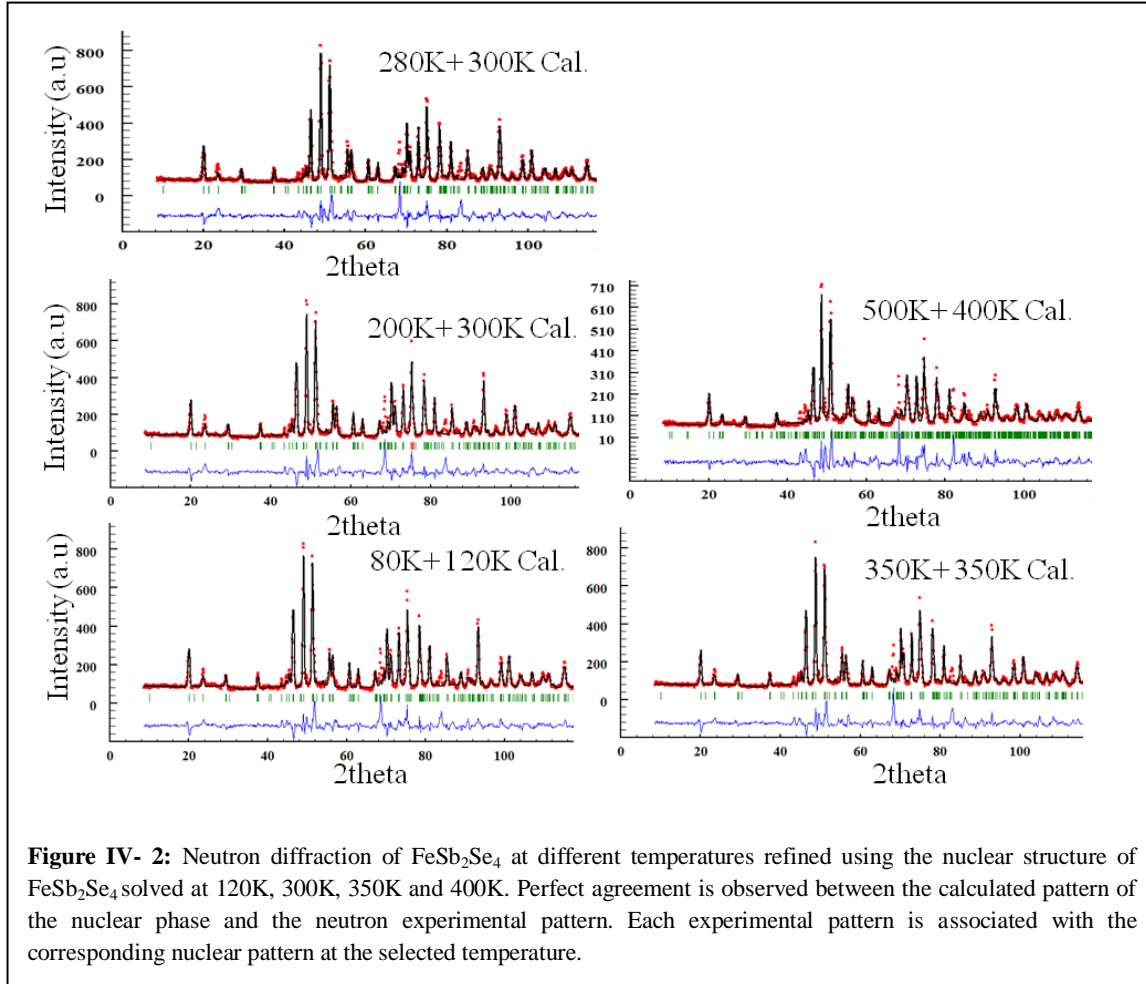 280K+300K Cal.
Intensity (a.u)
800
600
400
200
0
0 20 40 60 80 100
2theta
200K+300K Cal.
Intensity (a.u)
800
600
400
200
0
0 20 40 60 80 100
2theta
500K+400K Cal.
710
610
510
410
310
210
110
10
0 20 40 60 80 100
2theta
80K+120K Cal.
Intensity (a.u)
800
600
400
200
0
0 20 40 60 80 100
2theta
350K+350K Cal.
800
600
400
200
0
0 20 40 60 80 100
2theta
Figure IV- 2: Neutron diffraction of FeSb₂Se₄ at different temperatures refined using the nuclear structure of
FeSb₂Se₄ solved at 120K, 300K, 350K and 400K. Perfect agreement is observed between the calculated pattern of
the nuclear phase and the neutron experimental pattern. Each experimental pattern is associated with the
corresponding nuclear pattern at the selected temperature.